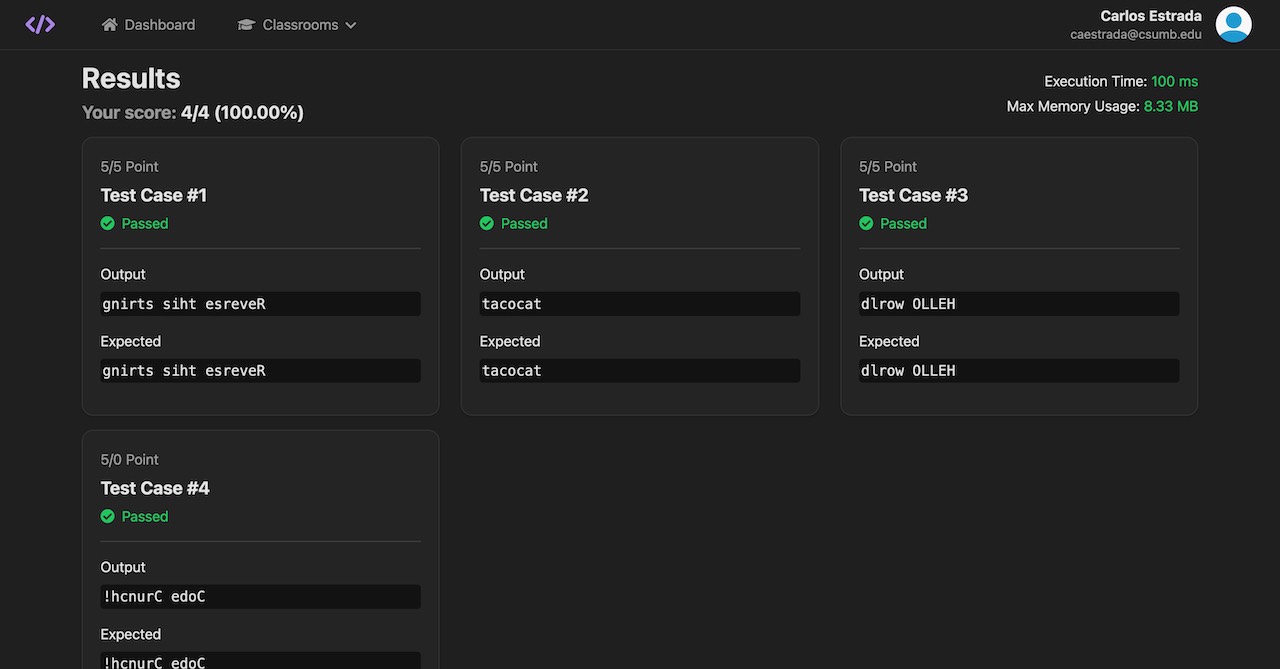 </> Dashboard Classrooms
Carlos Estrada
caestrada@csumb.edu
Results
Your score: 4/4 (100.00%)
Execution Time: 100 ms
Max Memory Usage: 8.33 MB
5/5 Point
Test Case #1
Passed
Output
gnirts siht esreveR
Expected
gnirts siht esreveR
5/5 Point
Test Case #2
Passed
Output
tacocat
Expected
tacocat
5/5 Point
Test Case #3
Passed
Output
dlrow OLLEH
Expected
dlrow OLLEH
5/0 Point
Test Case #4
Passed
Output
!hcnurC edoC
Expected
!hcnurC edoC